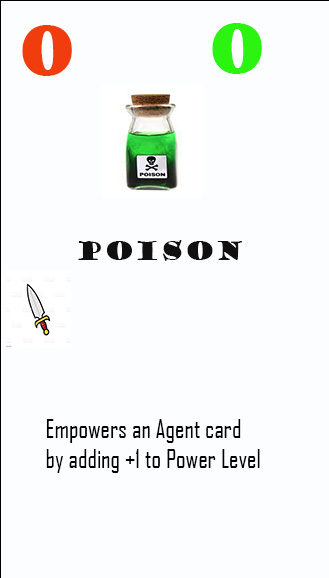 0 0
POISON
POISON
Empowers an Agent card
by adding +1 to Power Level